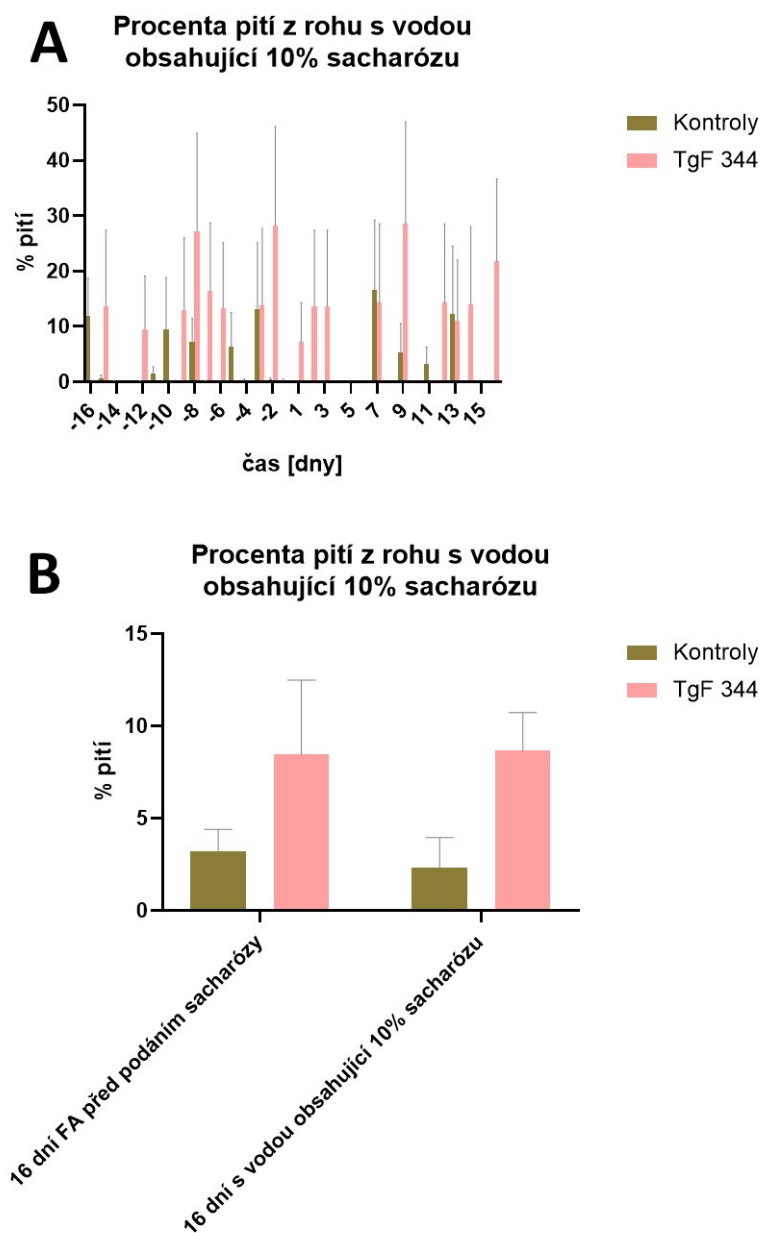 A
Procenta pití z rohu s vodou
obsahující 10% sacharózu
50
40
30
20
10
0
% pití
-16
-14
-12
-10
-8
-6
-4
-2
1
3
5
7
9
11
13
15
čas [dny]
Kontroly
TgF 344
B
Procenta pití z rohu s vodou
obsahující 10% sacharózu
15
10
5
0
% pití
16 dní FA před podáním sacharózy
16 dní s vodou obsahující 10% sacharózu
Kontroly
TgF 344